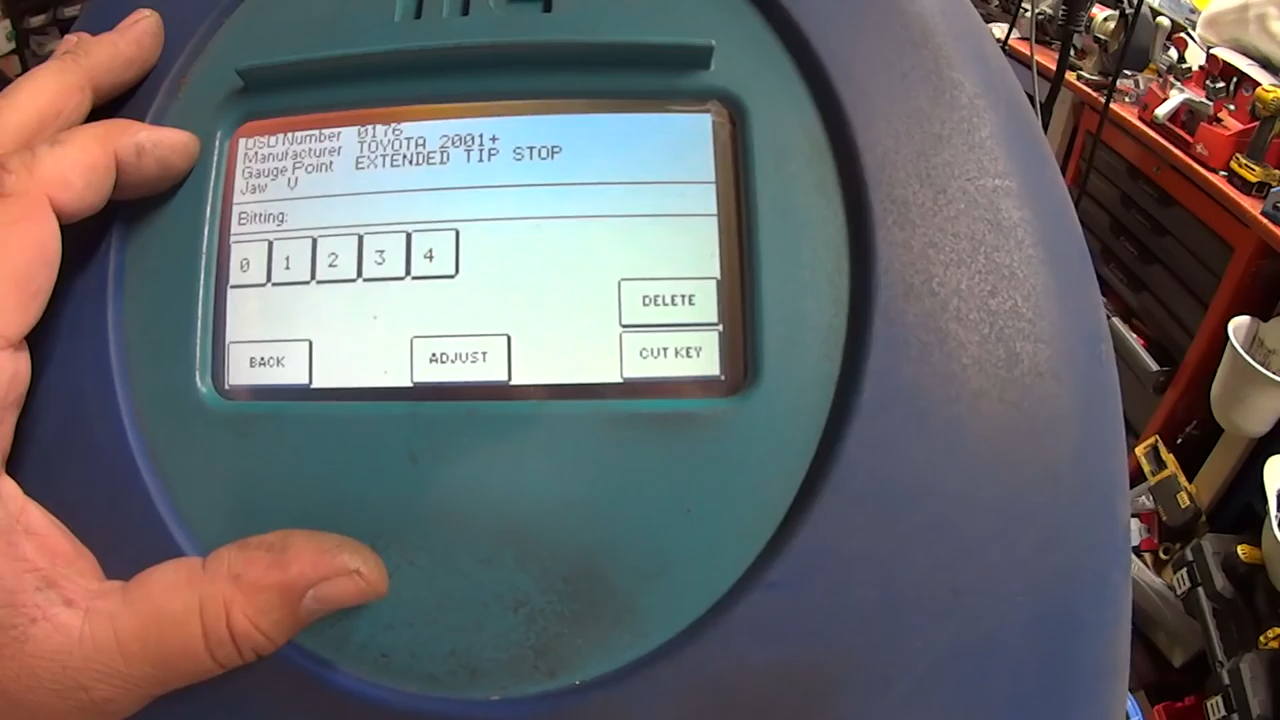 DSD Number 0176
Manufacturer TOYOTA 2001+
Gauge Point EXTENDED TIP STOP
Jaw V
Bitting:
0 1 2 3 4
DELETE
BACK ADJUST CUT KEY